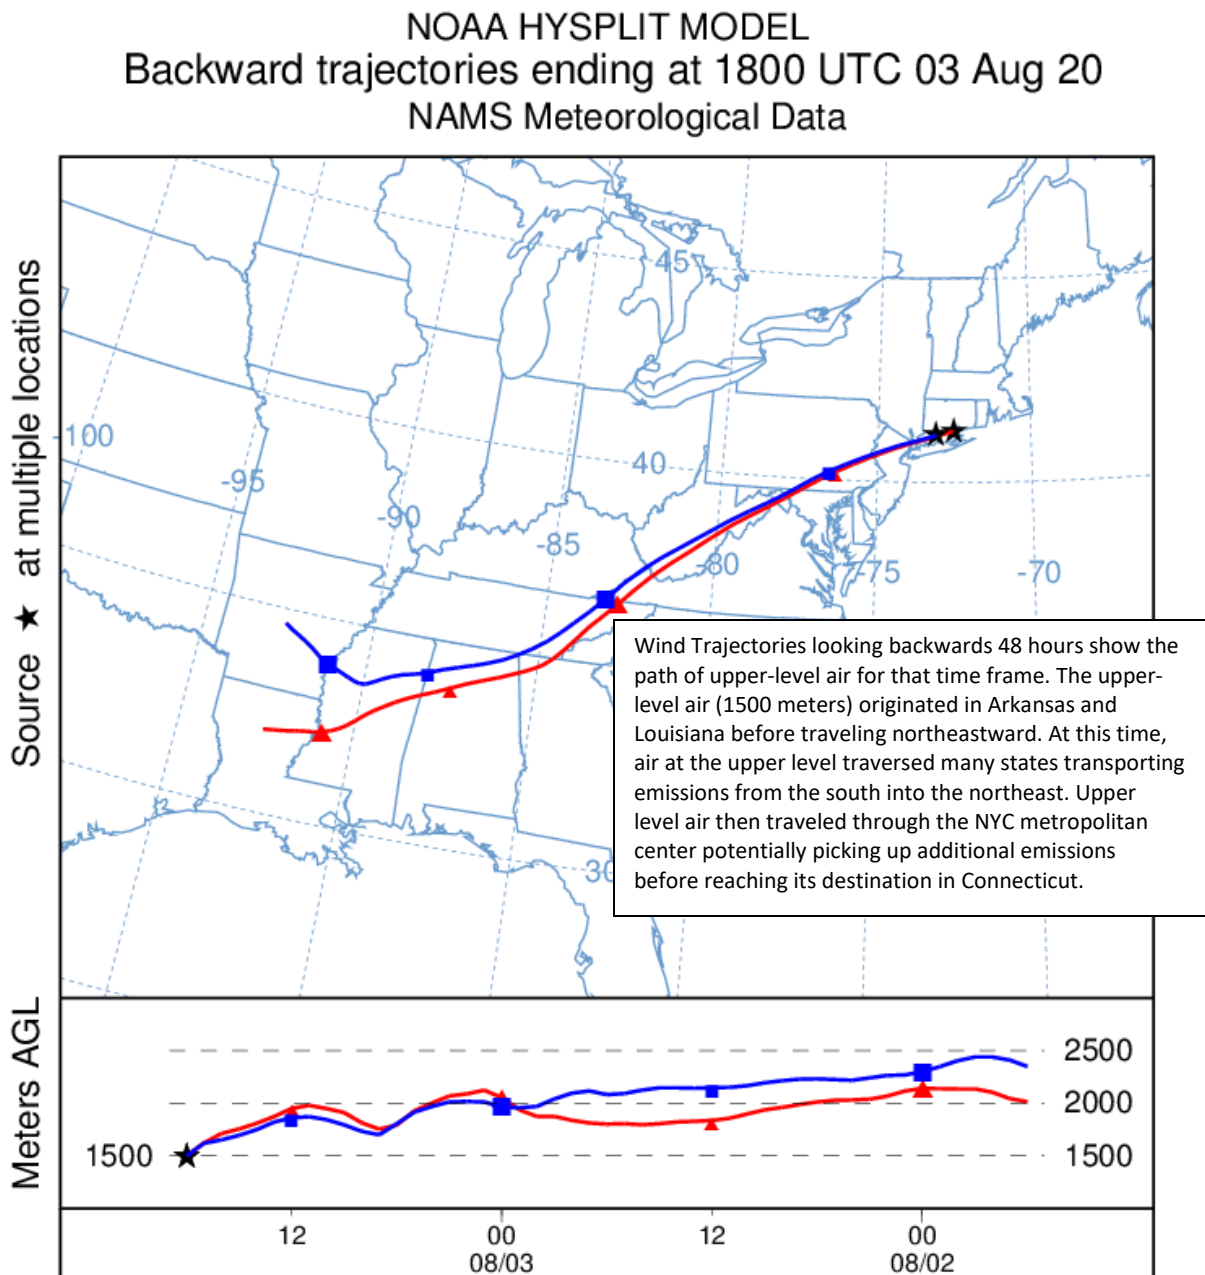 NOAA HYSPLIT MODEL
Backward trajectories ending at 1800 UTC 03 Aug 20
NAMS Meteorological Data
Source ★ at multiple locations
45
-100
40
-95
-90
-85
-80
-75
-70
30
Wind Trajectories looking backwards 48 hours show the
path of upper-level air for that time frame. The upper-
level air (1500 meters) originated in Arkansas and
Louisiana before traveling northeastward. At this time,
air at the upper level traversed many states transporting
emissions from the south into the northeast. Upper
level air then traveled through the NYC metropolitan
center potentially picking up additional emissions
before reaching its destination in Connecticut.
Meters AGL
2500
2000
1500
1500
12
00
12
00
08/03
08/02